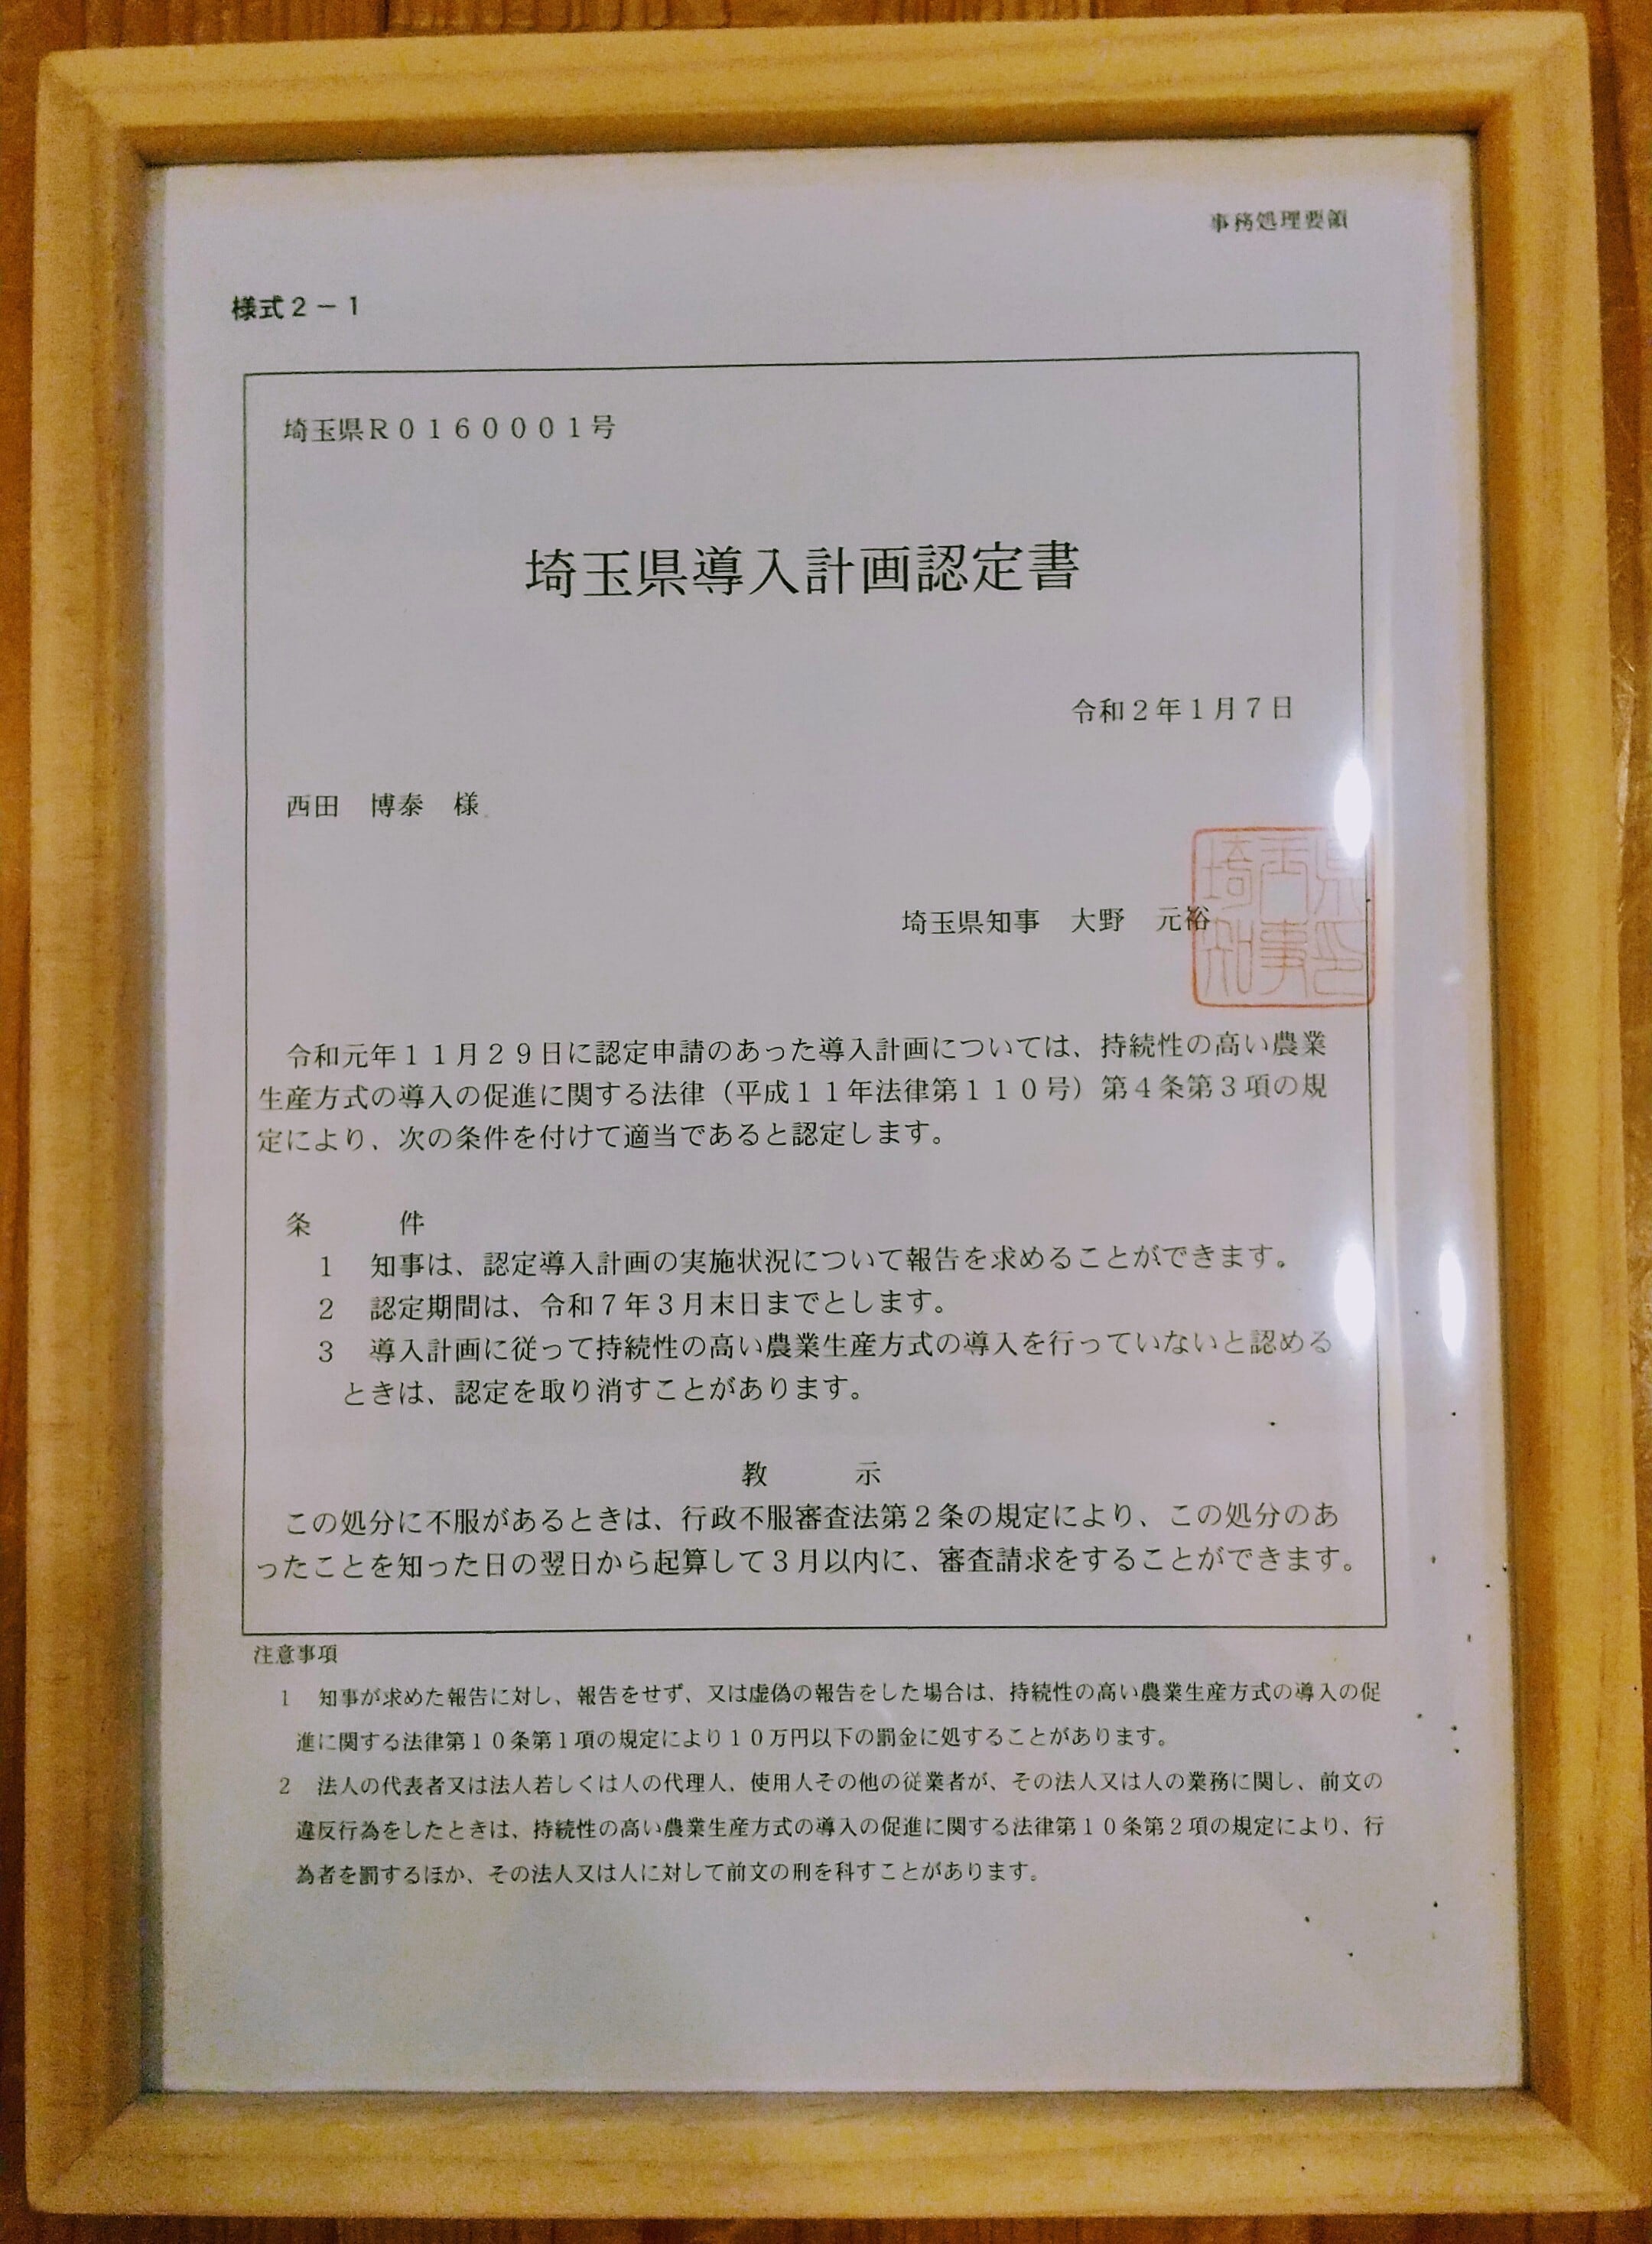 事務処理要領
様式２－１
埼玉県Ｒ０１６０００１号
埼玉県導入計画認定書
令和２年１月７日
西田　博泰　様
埼玉県知事　大野　元裕
埼玉県
知事印
令和元年１１月２９日に認定申請のあった導入計画については、持続性の高い農業
生産方式の導入の促進に関する法律（平成１１年法律第１１０号）第４条第３項の規
定により、次の条件を付けて適当であると認定します。
条　　　件
１　知事は、認定導入計画の実施状況について報告を求めることができます。
２　認定期間は、令和７年３月末日までとします。
３　導入計画に従って持続性の高い農業生産方式の導入を行っていないと認める
ときは、認定を取り消すことがあります。
教　　　示
この処分に不服があるときは、行政不服審査法第２条の規定により、この処分のあ
ったことを知った日の翌日から起算して３月以内に、審査請求をすることができます。
注意事項
１　知事が求めた報告に対し、報告をせず、又は虚偽の報告をした場合は、持続性の高い農業生産方式の導入の促
進に関する法律第１０条第１項の規定により１０万円以下の罰金に処することがあります。
２　法人の代表者又は法人若しくは人の代理人、使用人その他の従業者が、その法人又は人の業務に関し、前文の
違反行為をしたときは、持続性の高い農業生産方式の導入の促進に関する法律第１０条第２項の規定により、行
為者を罰するほか、その法人又は人に対して前文の刑を科すことがあります。